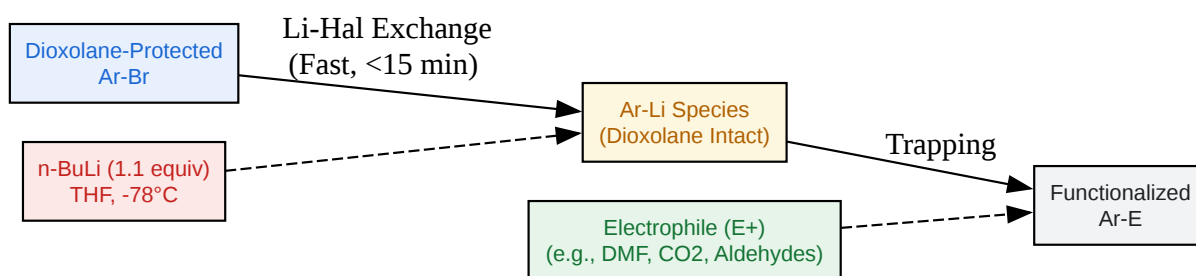 Dioxolane-Protected
Ar-Br
Li-Hal Exchange
(Fast, <15 min)
n-BuLi (1.1 equiv)
THF, -78°C
Ar-Li Species
(Dioxolane Intact)
Trapping
Electrophile (E+)
(e.g., DMF, CO2, Aldehydes)
Functionalized
Ar-E